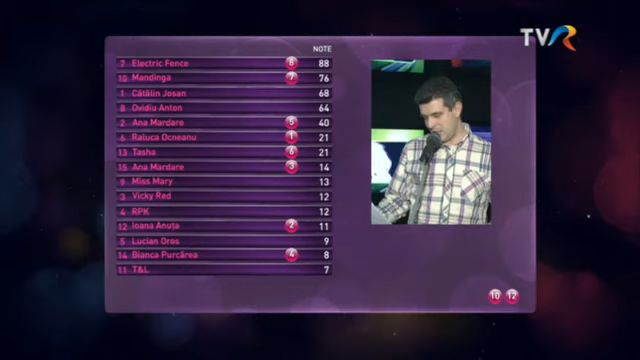 TVR
NOTE
7 Electric Fence 8 88
10 Mandinga 7 76
1 Cătălin Josan 68
8 Ovidiu Anton 64
2 Ana Mardare 5 40
6 Raluca Ocneanu 1 21
13 Tasha 6 21
15 Ana Mardare 3 14
9 Miss Mary 13
3 Vicky Red 12
4 RPK 12
12 Ioana Anuța 2 11
5 Lucian Oros 9
14 Bianca Purcărea 4 8
11 T&L 7
10 12